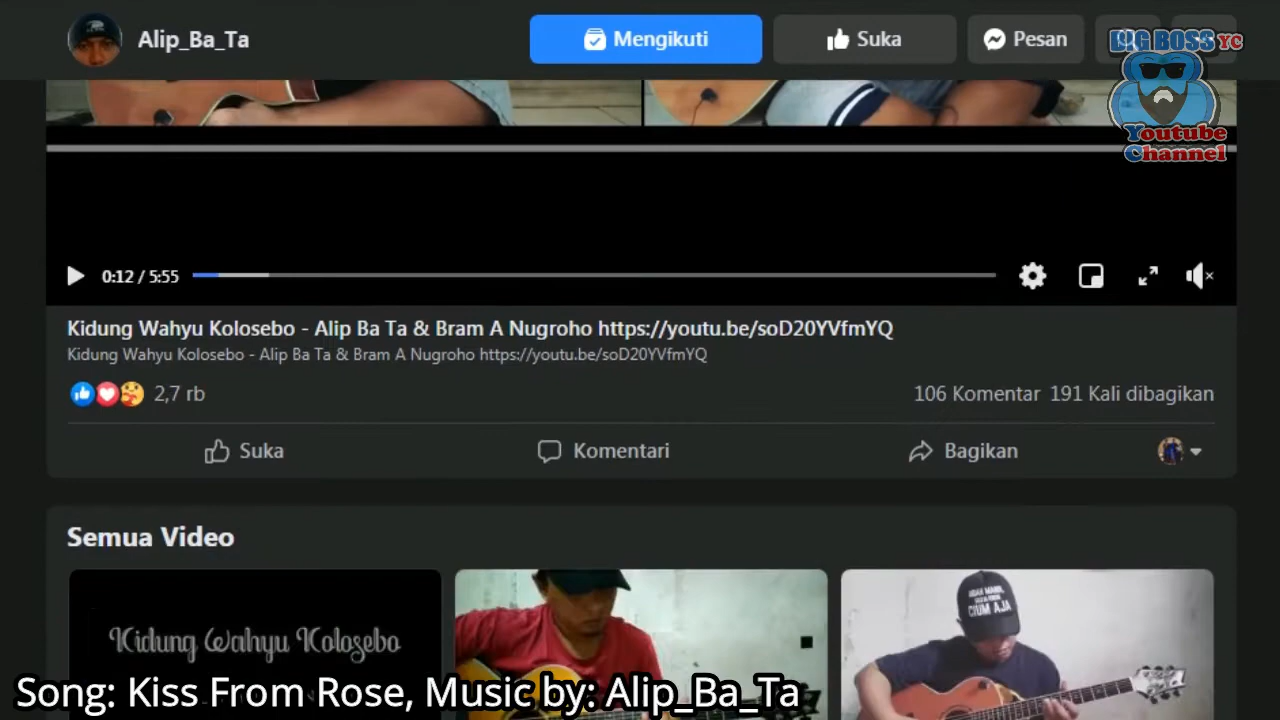 Alip_Ba_Ta
Mengikuti
Suka
Pesan
BIG BOSS YC
Youtube
Channel
0:12 / 5:55
Kidung Wahyu Kolosebo - Alip Ba Ta & Bram A Nugroho https://youtu.be/soD20YVfmYQ
Kidung Wahyu Kolosebo - Alip Ba Ta & Bram A Nugroho https://youtu.be/soD20YVfmYQ
2,7 rb
106 Komentar 191 Kali dibagikan
Suka
Komentari
Bagikan
Semua Video
CIUM AJA
Kidung Wahyu Kolosebo
Song: Kiss From Rose, Music by: Alip_Ba_Ta